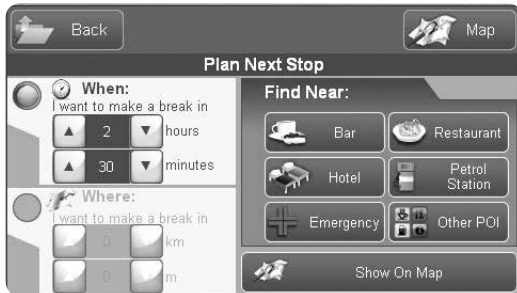 Back
Map
Plan Next Stop
When:
I want to make a break in
2 hours
30 minutes
Where:
I want to make a break in
0 km
0 m
Find Near:
Bar
Restaurant
Hotel
Petrol
Station
Emergency
Other POI
Show On Map